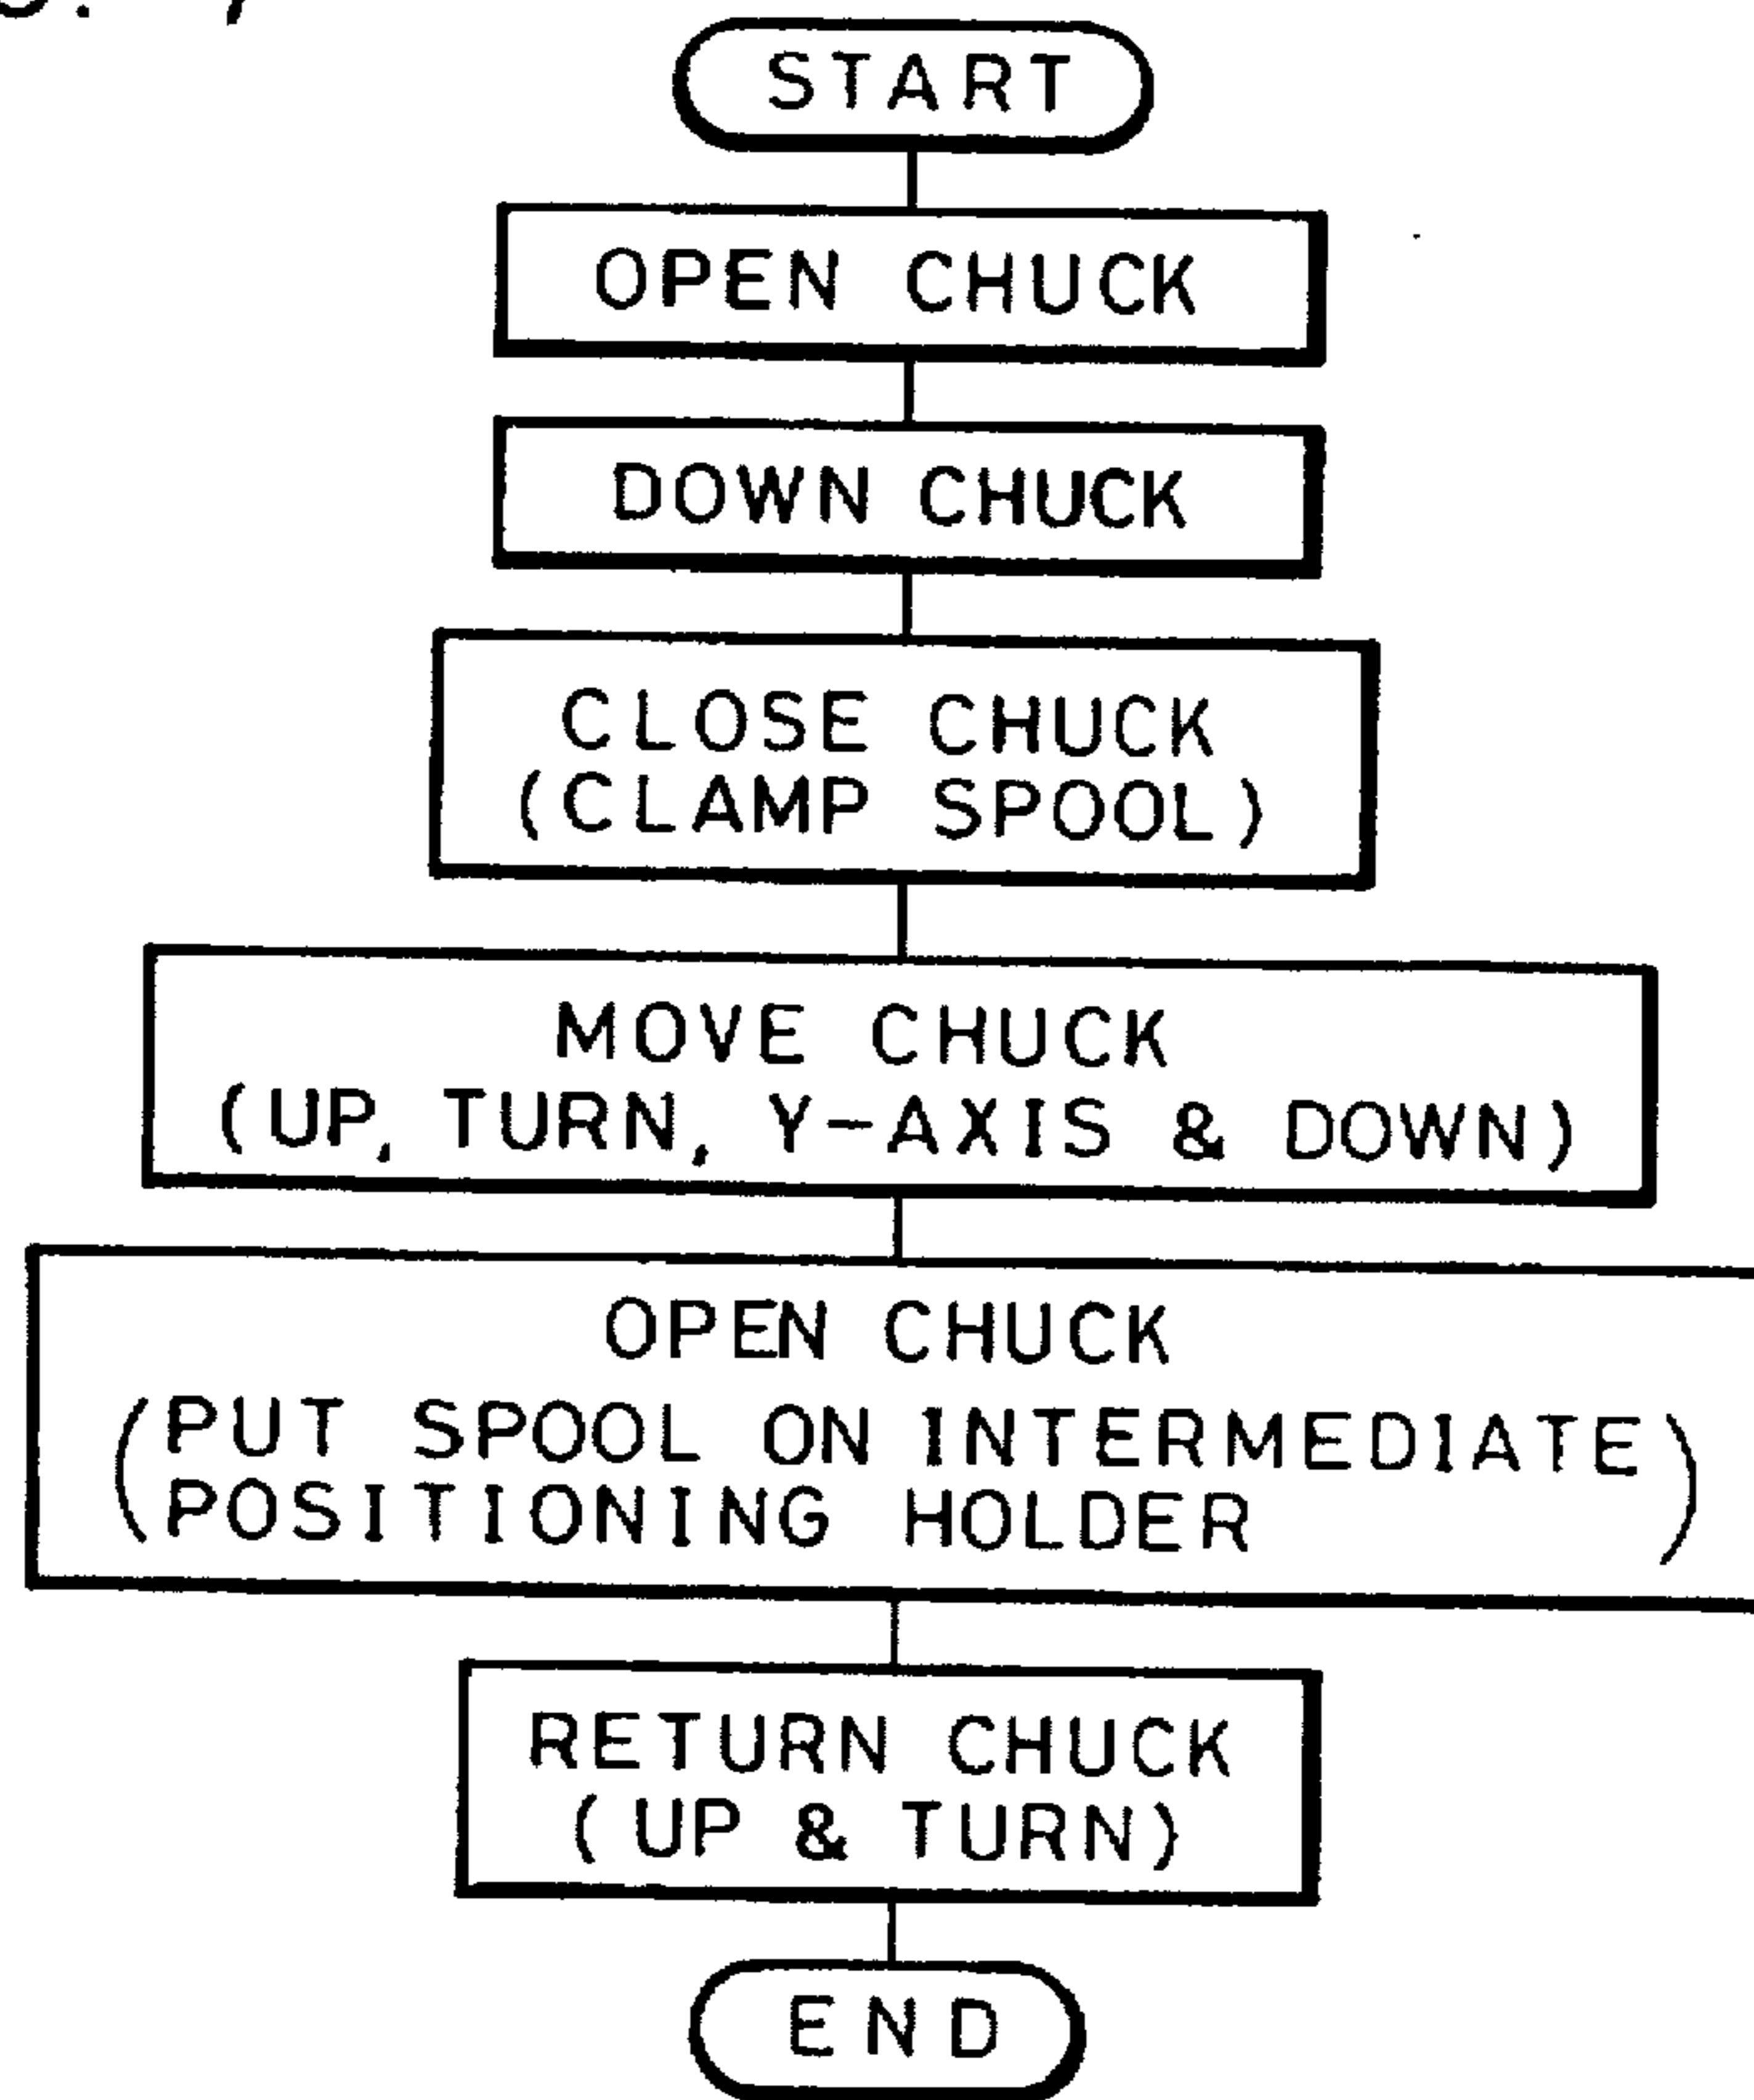 START
OPEN CHUCK
DOWN CHUCK
CLOSE CHUCK
(CLAMP SPOOL)
MOVE CHUCK
(UP, TURN, Y-AXIS & DOWN)
OPEN CHUCK
(PUT SPOOL ON INTERMEDIATE)
(POSITIONING HOLDER)
RETURN CHUCK
(UP & TURN)
END